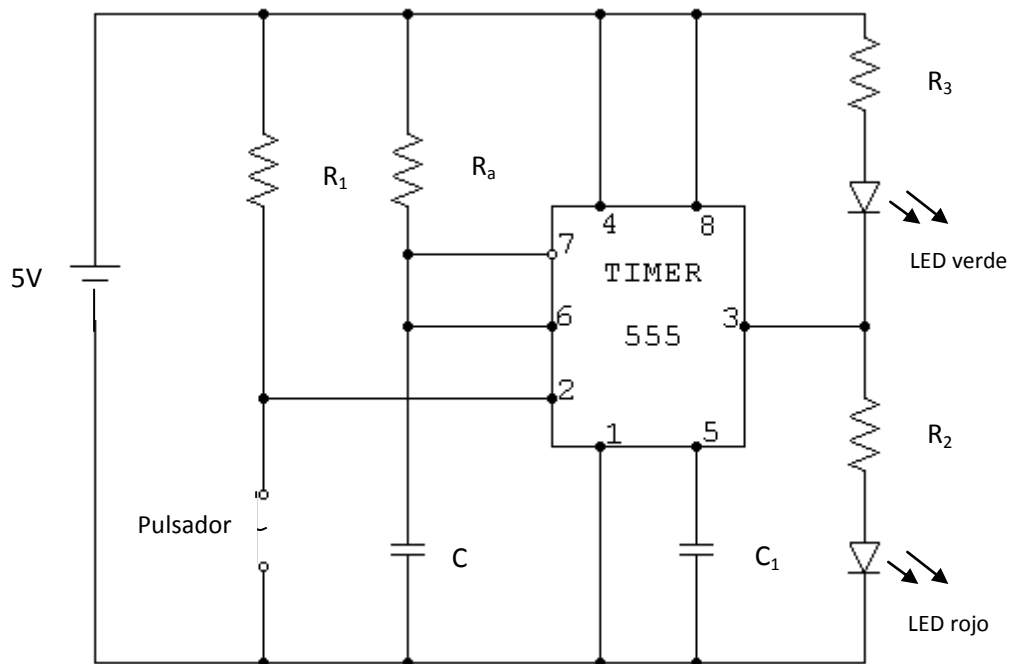 R₃
R₁
Rₐ
4
8
7
LED verde
5V
TIMER
6
3
555
2
1
5
R₂
Pulsador
C
C₁
LED rojo